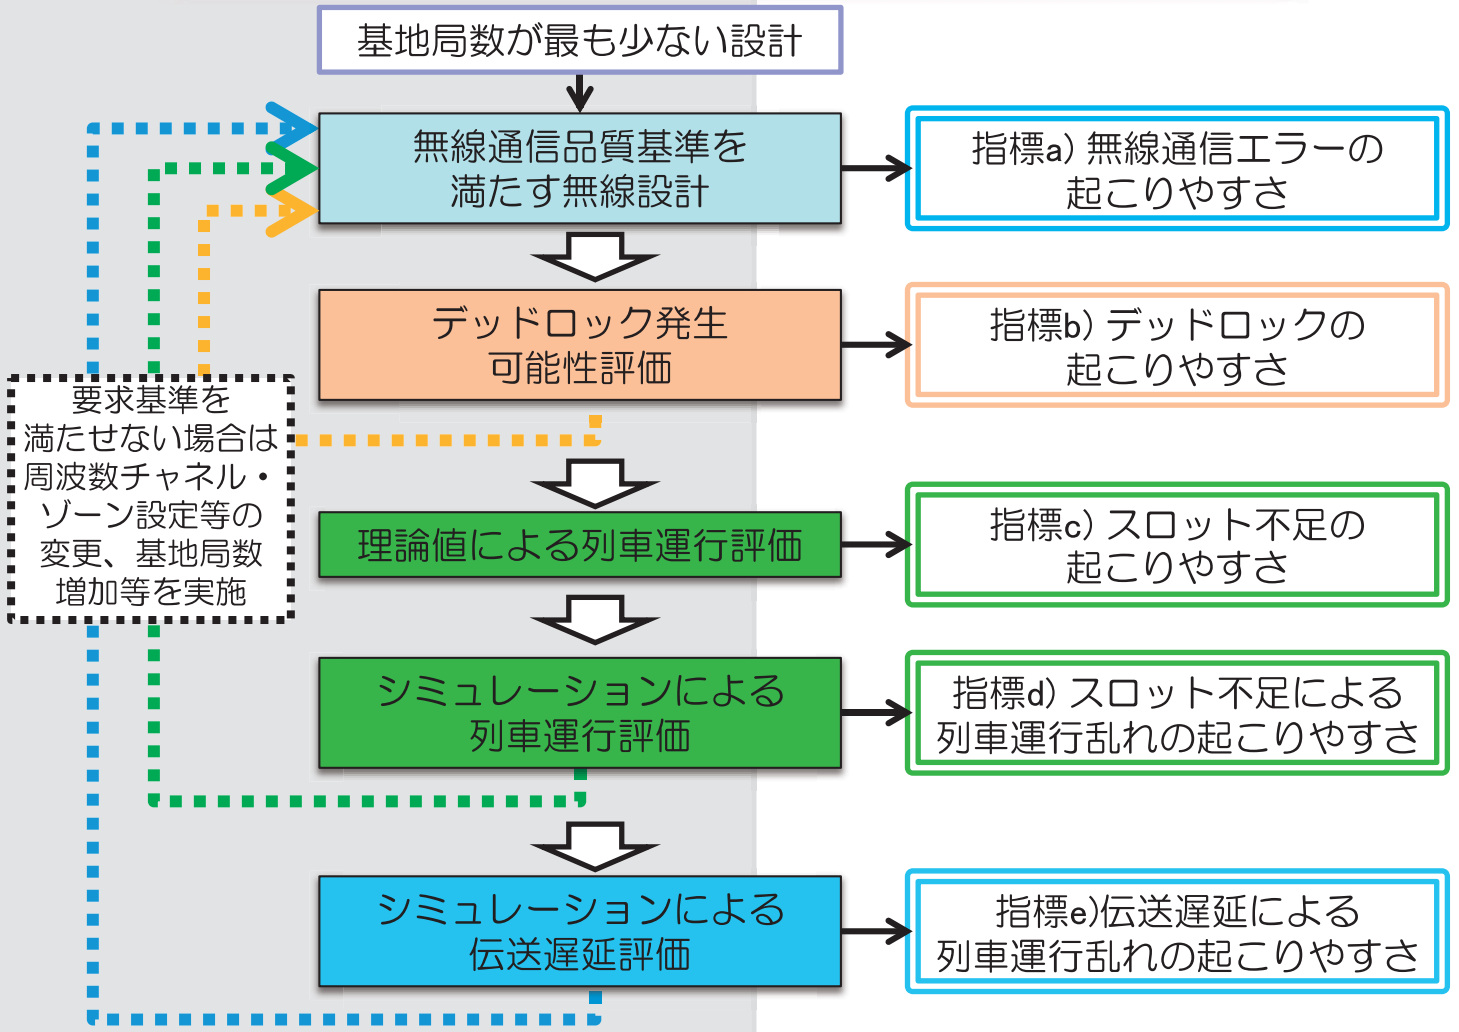 基地局数が最も少ない設計
無線通信品質基準を
満たす無線設計
指標a) 無線通信エラーの
起こりやすさ
デッドロック発生
可能性評価
指標b) デッドロックの
起こりやすさ
要求基準を
満たせない場合は
周波数チャネル・
ゾーン設定等の
変更、基地局数
増加等を実施
理論値による列車運行評価
指標c) スロット不足の
起こりやすさ
シミュレーションによる
列車運行評価
指標d) スロット不足による
列車運行乱れの起こりやすさ
シミュレーションによる
伝送遅延評価
指標e)伝送遅延による
列車運行乱れの起こりやすさ